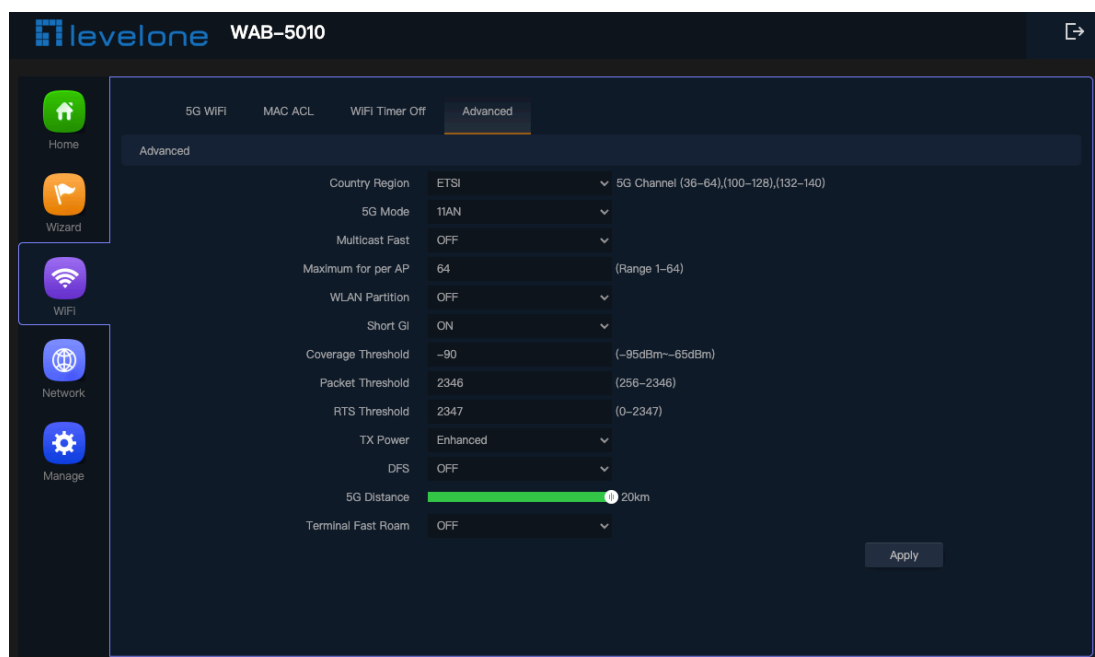 levelone WAB-5010
Home
Wizard
WiFi
Network
Manage
5G WiFi MAC ACL WiFi Timer Off Advanced
Advanced
Country Region ETSI 5G Channel (36-64),(100-128),(132-140)
5G Mode 11AN
Multicast Fast OFF
Maximum for per AP 64 (Range 1-64)
WLAN Partition OFF
Short GI ON
Coverage Threshold -90 (-95dBm~-65dBm)
Packet Threshold 2346 (256-2346)
RTS Threshold 2347 (0-2347)
TX Power Enhanced
DFS OFF
5G Distance 20km
Terminal Fast Roam OFF
Apply